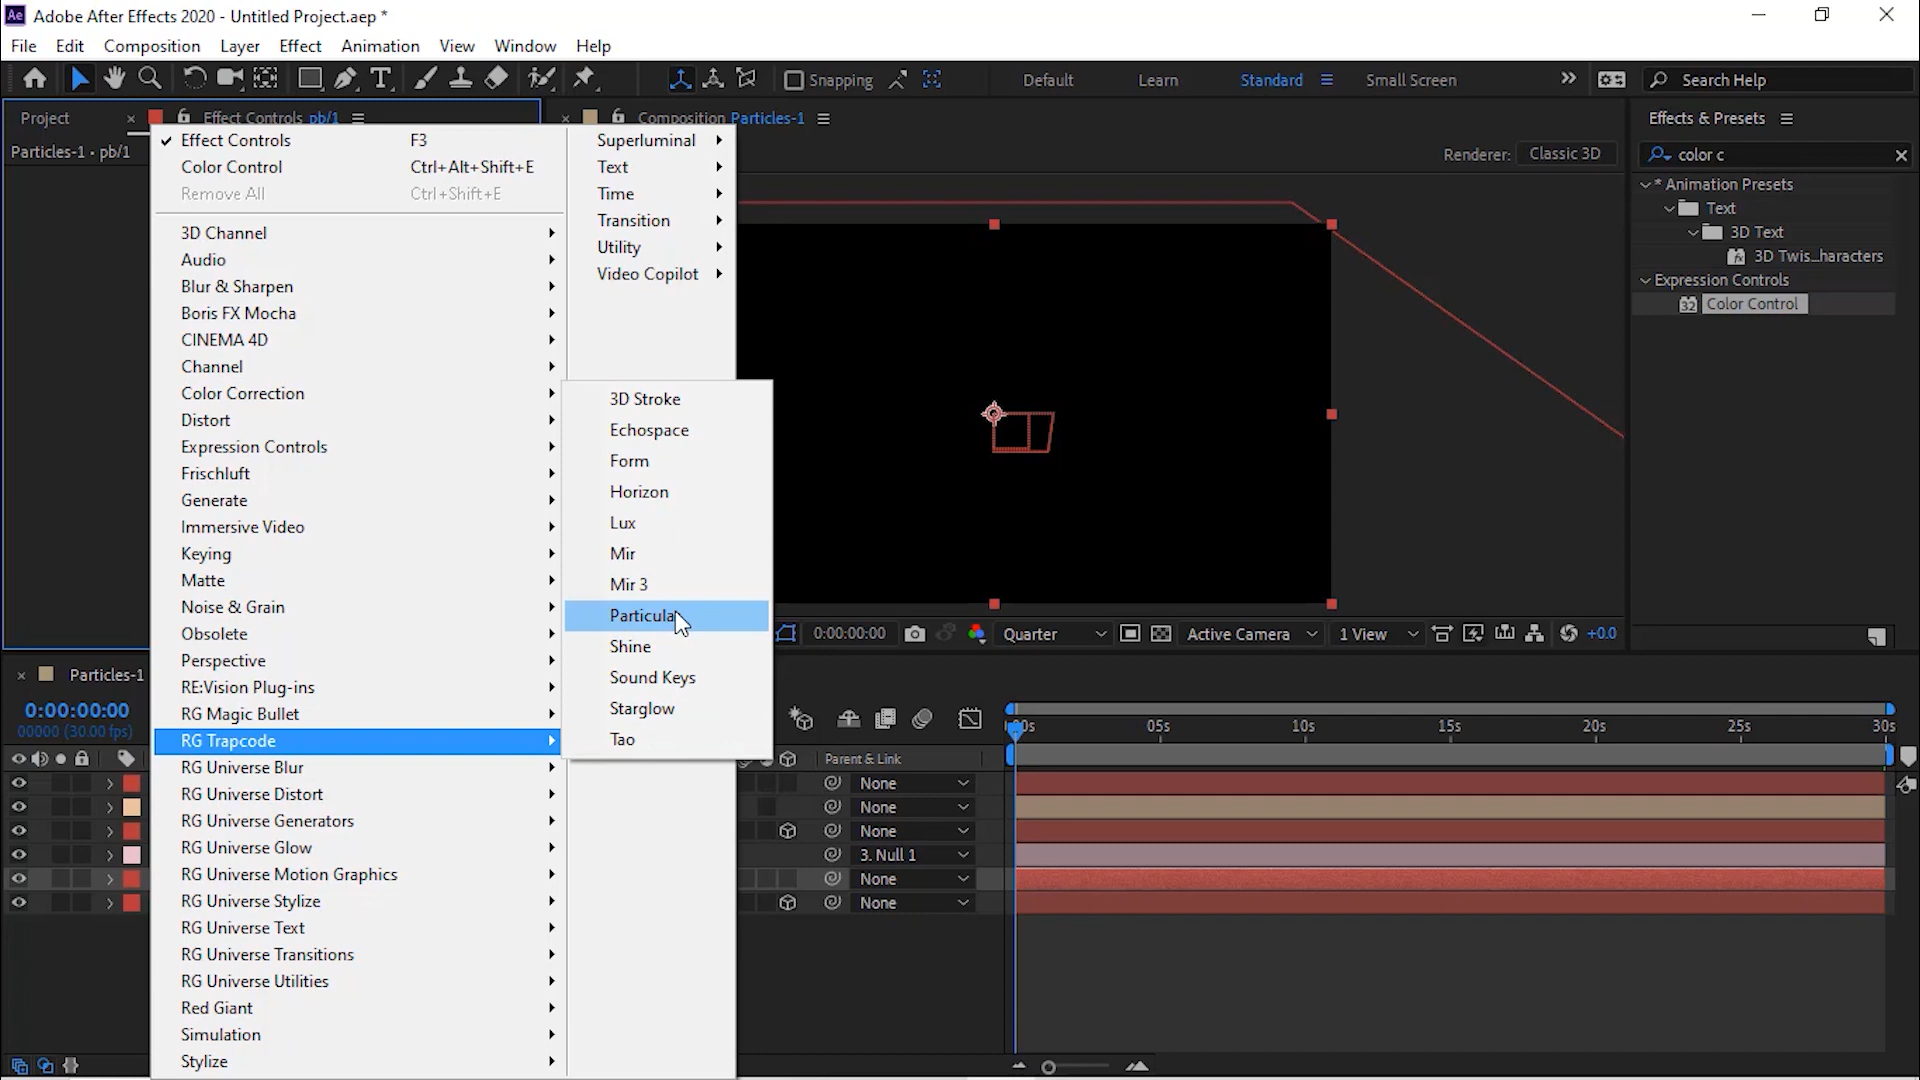 Ae Adobe After Effects 2020 - Untitled Project.aep *
File Edit Composition Layer Effect Animation View Window Help
Snapping Default Learn Standard Small Screen Search Help
Project Effect Controls pb/1
Composition Particles-1
Effects & Presets
Particles-1 • pb/1
Renderer: Classic 3D
color c
Effect Controls F3
Color Control Ctrl+Alt+Shift+E
Remove All Ctrl+Shift+E
3D Channel
Audio
Blur & Sharpen
Boris FX Mocha
CINEMA 4D
Channel
Color Correction
Distort
Expression Controls
Frischluft
Generate
Immersive Video
Keying
Matte
Noise & Grain
Obsolete
Perspective
RE:Vision Plug-ins
RG Magic Bullet
RG Trapcode
RG Universe Blur
RG Universe Distort
RG Universe Generators
RG Universe Glow
RG Universe Motion Graphics
RG Universe Stylize
RG Universe Text
RG Universe Transitions
RG Universe Utilities
Red Giant
Simulation
Stylize
Superluminal
Text
Time
Transition
Utility
Video Copilot
3D Stroke
Echospace
Form
Horizon
Lux
Mir
Mir 3
Particula
Shine
Sound Keys
Starglow
Tao
* Animation Presets
Text
3D Text
3D Twis_haracters
Expression Controls
32 Color Control
0:00:00:00 Quarter Active Camera 1 View +0.0
Particles-1
0:00:00:00
00000 (30.00 fps)
00s 05s 10s 15s 20s 25s 30s
Parent & Link
None
None
None
3. Null 1
None
None